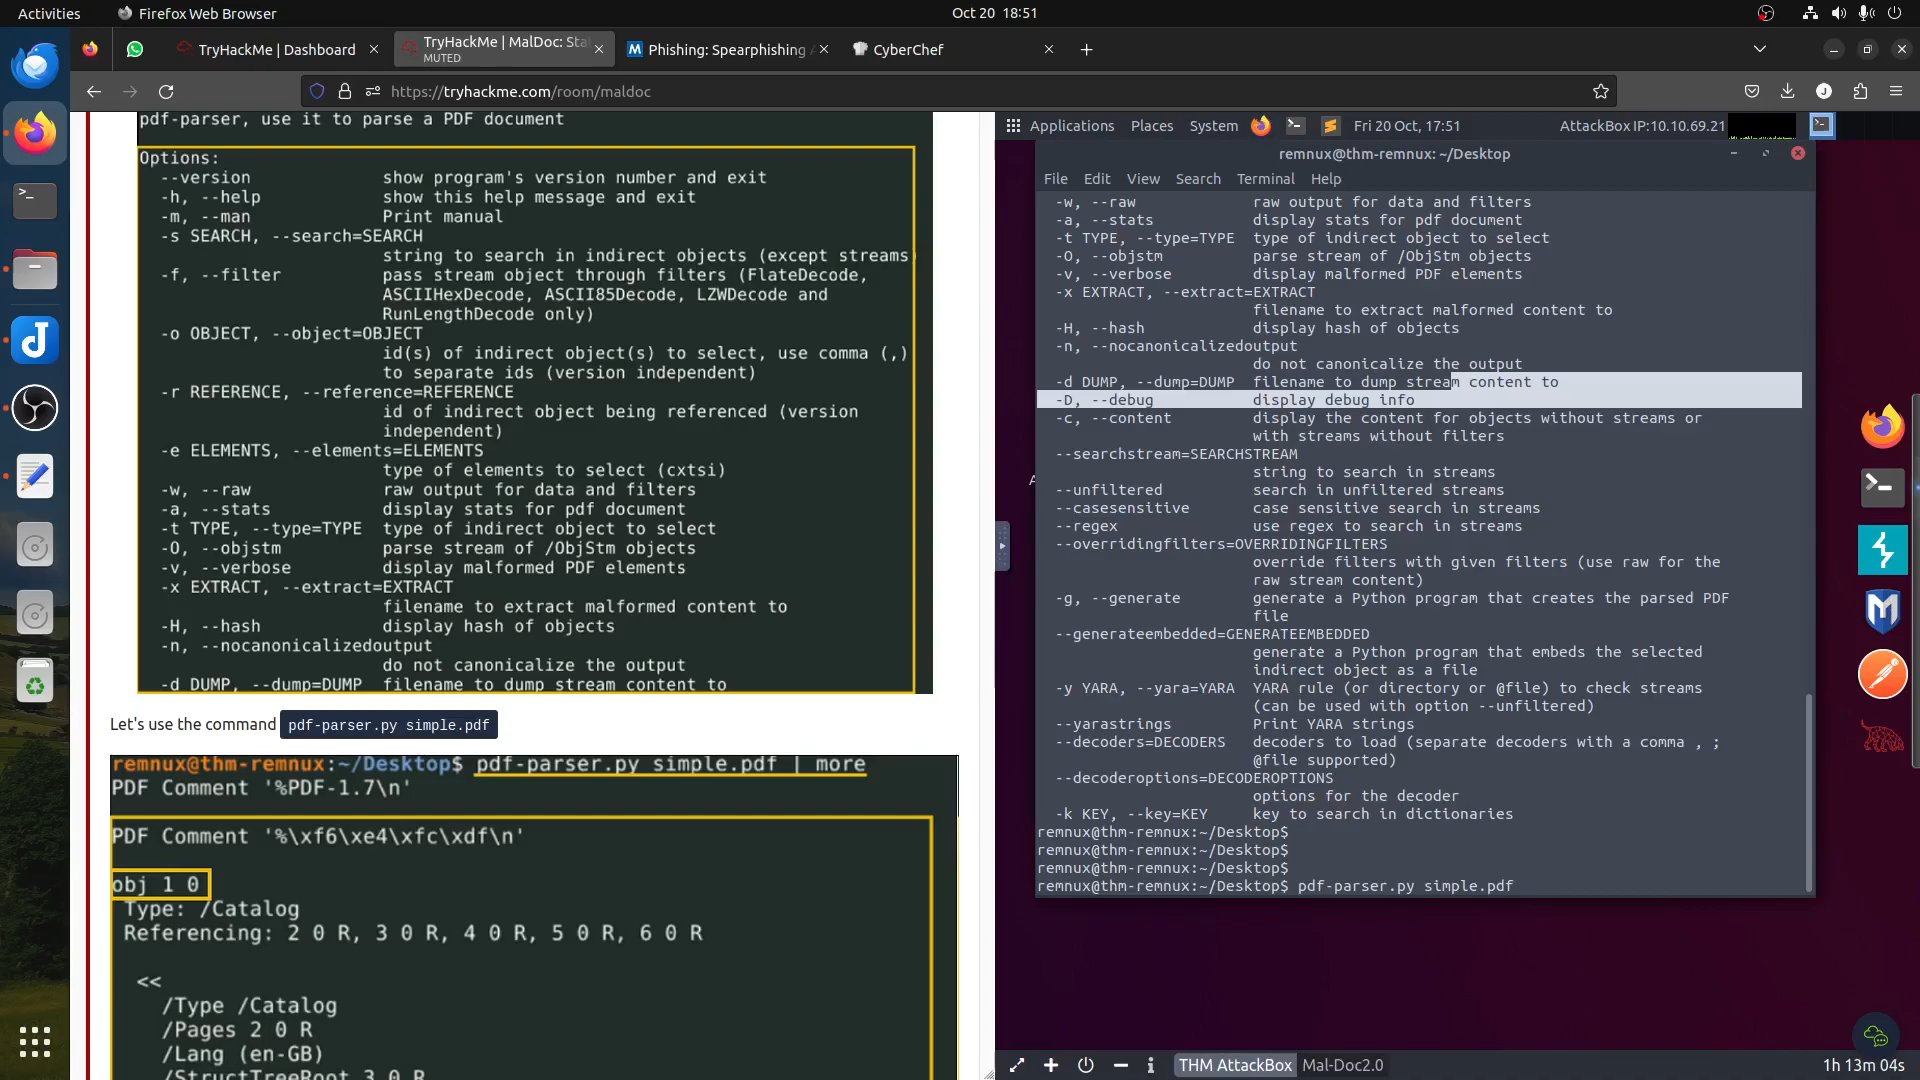 Activities
Firefox Web Browser
Oct 20 18:51
TryHackMe | Dashboard
TryHackMe | MalDoc: Sta
MUTED
Phishing: Spearphishing
CyberChef
https://tryhackme.com/room/maldoc
pdf-parser, use it to parse a PDF document
Options:
--version show program's version number and exit
-h, --help show this help message and exit
-m, --man Print manual
-s SEARCH, --search=SEARCH
string to search in indirect objects (except streams)
-f, --filter pass stream object through filters (FlateDecode,
ASCIIHexDecode, ASCII85Decode, LZWDecode and
RunLengthDecode only)
-o OBJECT, --object=OBJECT
id(s) of indirect object(s) to select, use comma (,)
to separate ids (version independent)
-r REFERENCE, --reference=REFERENCE
id of indirect object being referenced (version
independent)
-e ELEMENTS, --elements=ELEMENTS
type of elements to select (cxtsi)
-w, --raw raw output for data and filters
-a, --stats display stats for pdf document
-t TYPE, --type=TYPE type of indirect object to select
-O, --objstm parse stream of /ObjStm objects
-v, --verbose display malformed PDF elements
-x EXTRACT, --extract=EXTRACT
filename to extract malformed content to
-H, --hash display hash of objects
-n, --nocanonicalizedoutput
do not canonicalize the output
-d DUMP, --dump=DUMP filename to dump stream content to
Let's use the command pdf-parser.py simple.pdf
remnux@thm-remnux:~/Desktop$ pdf-parser.py simple.pdf | more
PDF Comment '%PDF-1.7\n'
PDF Comment '%\xf6\xe4\xfc\xdf\n'
obj 1 0
Type: /Catalog
Referencing: 2 0 R, 3 0 R, 4 0 R, 5 0 R, 6 0 R
<<
/Type /Catalog
/Pages 2 0 R
/Lang (en-GB)
/StructTreeRoot 3 0 R
Applications Places System
Fri 20 Oct, 17:51
AttackBox IP:10.10.69.21
remnux@thm-remnux: ~/Desktop
File Edit View Search Terminal Help
-w, --raw raw output for data and filters
-a, --stats display stats for pdf document
-t TYPE, --type=TYPE type of indirect object to select
-O, --objstm parse stream of /ObjStm objects
-v, --verbose display malformed PDF elements
-x EXTRACT, --extract=EXTRACT
filename to extract malformed content to
-H, --hash display hash of objects
-n, --nocanonicalizedoutput
do not canonicalize the output
-d DUMP, --dump=DUMP filename to dump stream content to
-D, --debug display debug info
-c, --content display the content for objects without streams or
with streams without filters
--searchstream=SEARCHSTREAM
string to search in streams
--unfiltered search in unfiltered streams
--casesensitive case sensitive search in streams
--regex use regex to search in streams
--overridingfilters=OVERRIDINGFILTERS
override filters with given filters (use raw for the
raw stream content)
-g, --generate generate a Python program that creates the parsed PDF
file
--generateembedded=GENERATEEMBEDDED
generate a Python program that embeds the selected
indirect object as a file
-y YARA, --yara=YARA YARA rule (or directory or @file) to check streams
(can be used with option --unfiltered)
--yarastrings Print YARA strings
--decoders=DECODERS decoders to load (separate decoders with a comma , ;
@file supported)
--decoderoptions=DECODEROPTIONS
options for the decoder
-k KEY, --key=KEY key to search in dictionaries
remnux@thm-remnux:~/Desktop$
remnux@thm-remnux:~/Desktop$
remnux@thm-remnux:~/Desktop$
remnux@thm-remnux:~/Desktop$ pdf-parser.py simple.pdf
THM AttackBox Mal-Doc2.0
1h 13m 04s